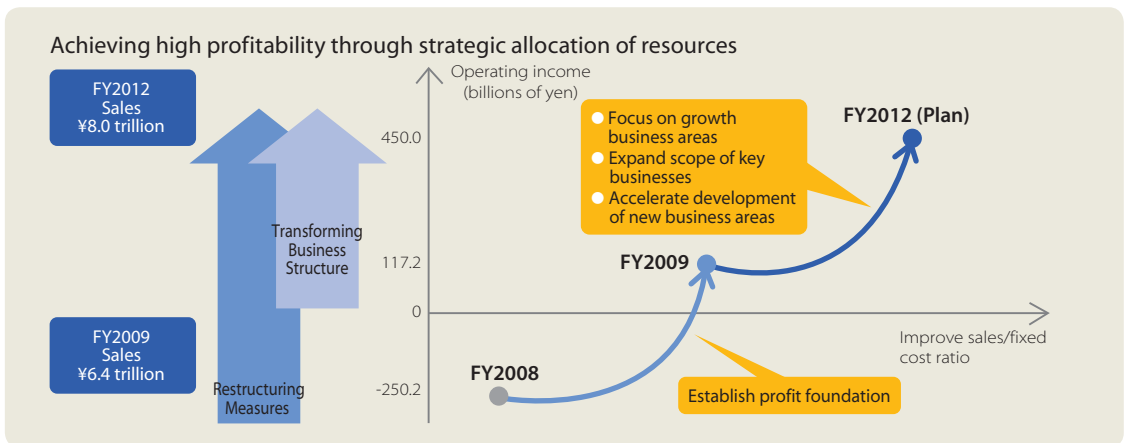 Achieving high profitability through strategic allocation of resources
FY2012
Sales
¥8.0 trillion
FY2009
Sales
¥6.4 trillion
Transforming
Business
Structure
Restructuring
Measures
Operating income
(billions of yen)
450.0
117.2
0
-250.2
Focus on growth
business areas
Expand scope of key
businesses
Accelerate development
of new business areas
FY2012 (Plan)
FY2009
FY2008
Improve sales/fixed
cost ratio
Establish profit foundation